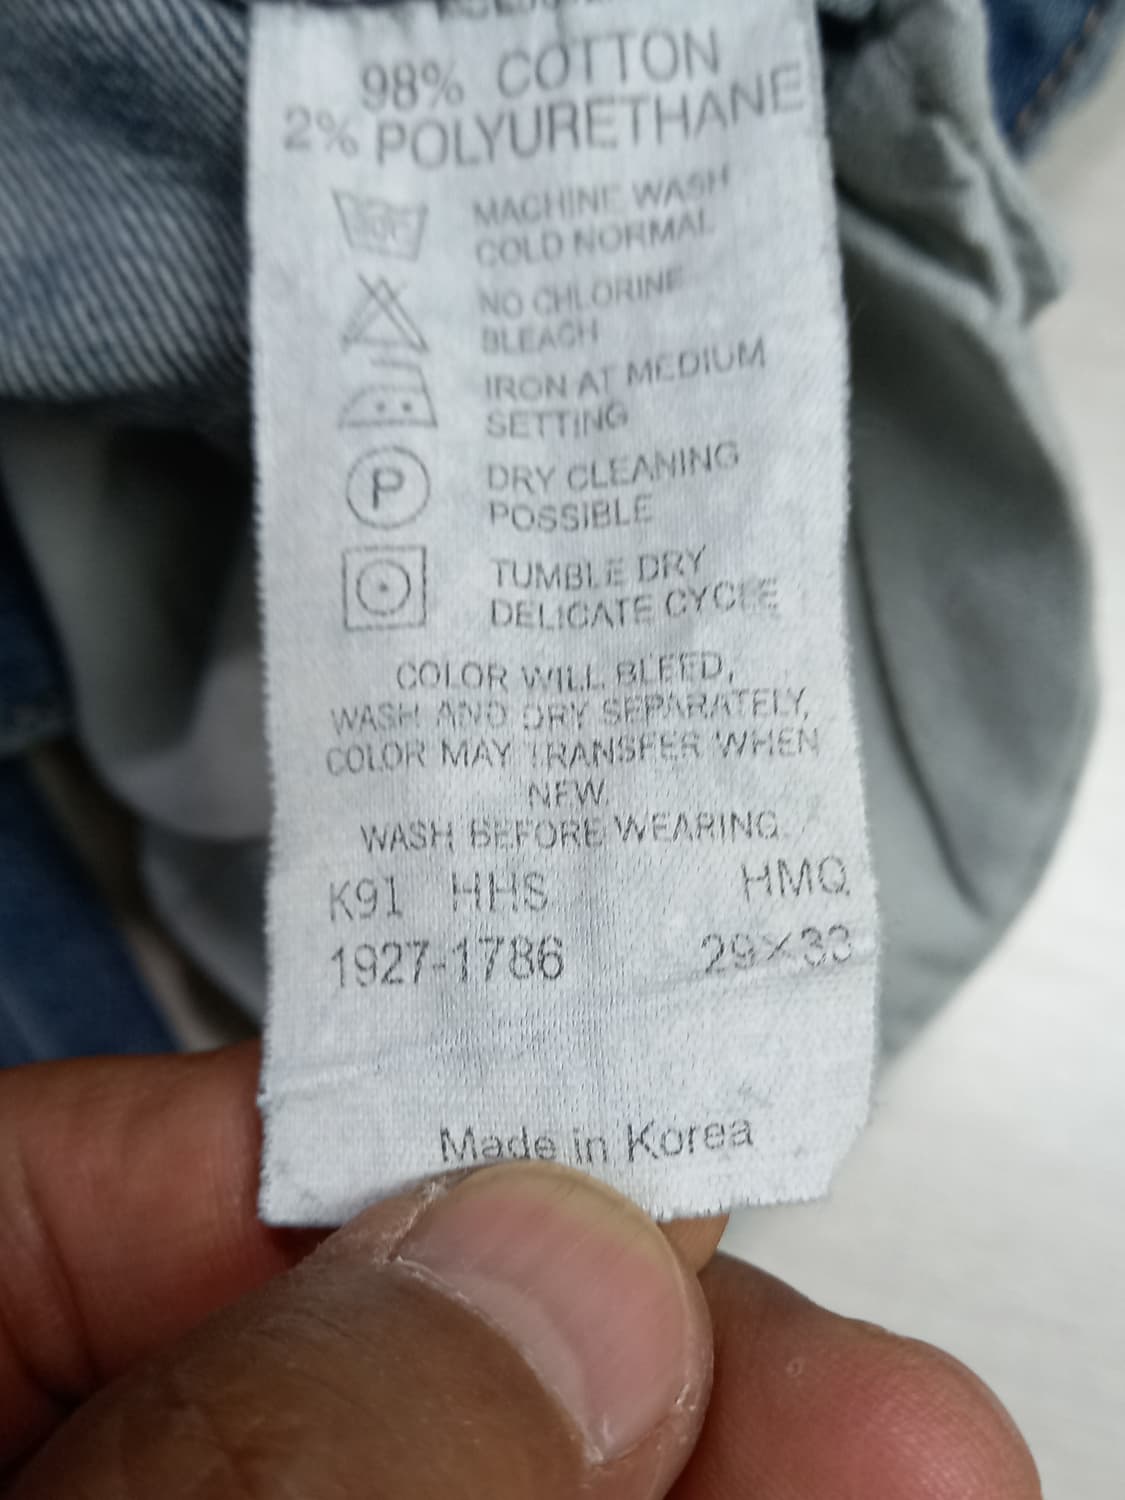 98% COTTON
2% POLYURETHANE
MACHINE WASH
COLD NORMAL
NO CHLORINE
BLEACH
IRON AT MEDIUM
SETTING
P
DRY CLEANING
POSSIBLE
TUMBLE DRY
DELICATE CYCLE
COLOR WILL BLEED,
WASH AND DRY SEPARATELY,
COLOR MAY TRANSFER WHEN
NEW.
WASH BEFORE WEARING.
K91 HHS HMQ
1927-1786 29×33
Made in Korea